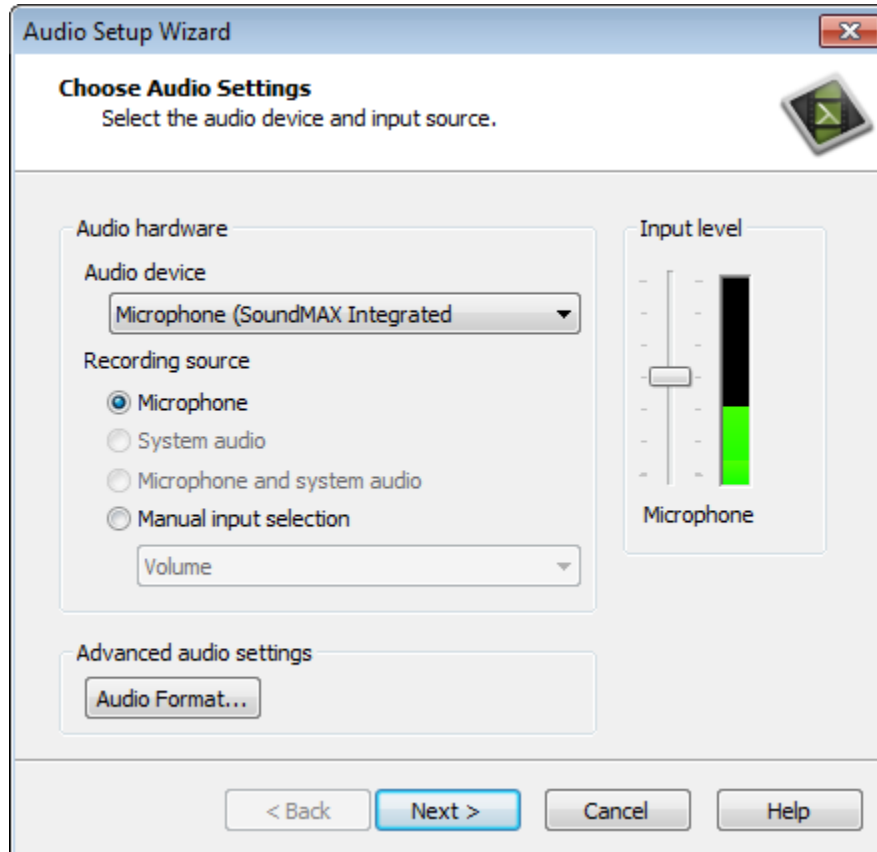 Audio Setup Wizard
Choose Audio Settings
Select the audio device and input source.
Audio hardware
Audio device
Microphone (SoundMAX Integrated
Recording source
Microphone
System audio
Microphone and system audio
Manual input selection
Volume
Input level
Microphone
Advanced audio settings
Audio Format...
< Back
Next >
Cancel
Help